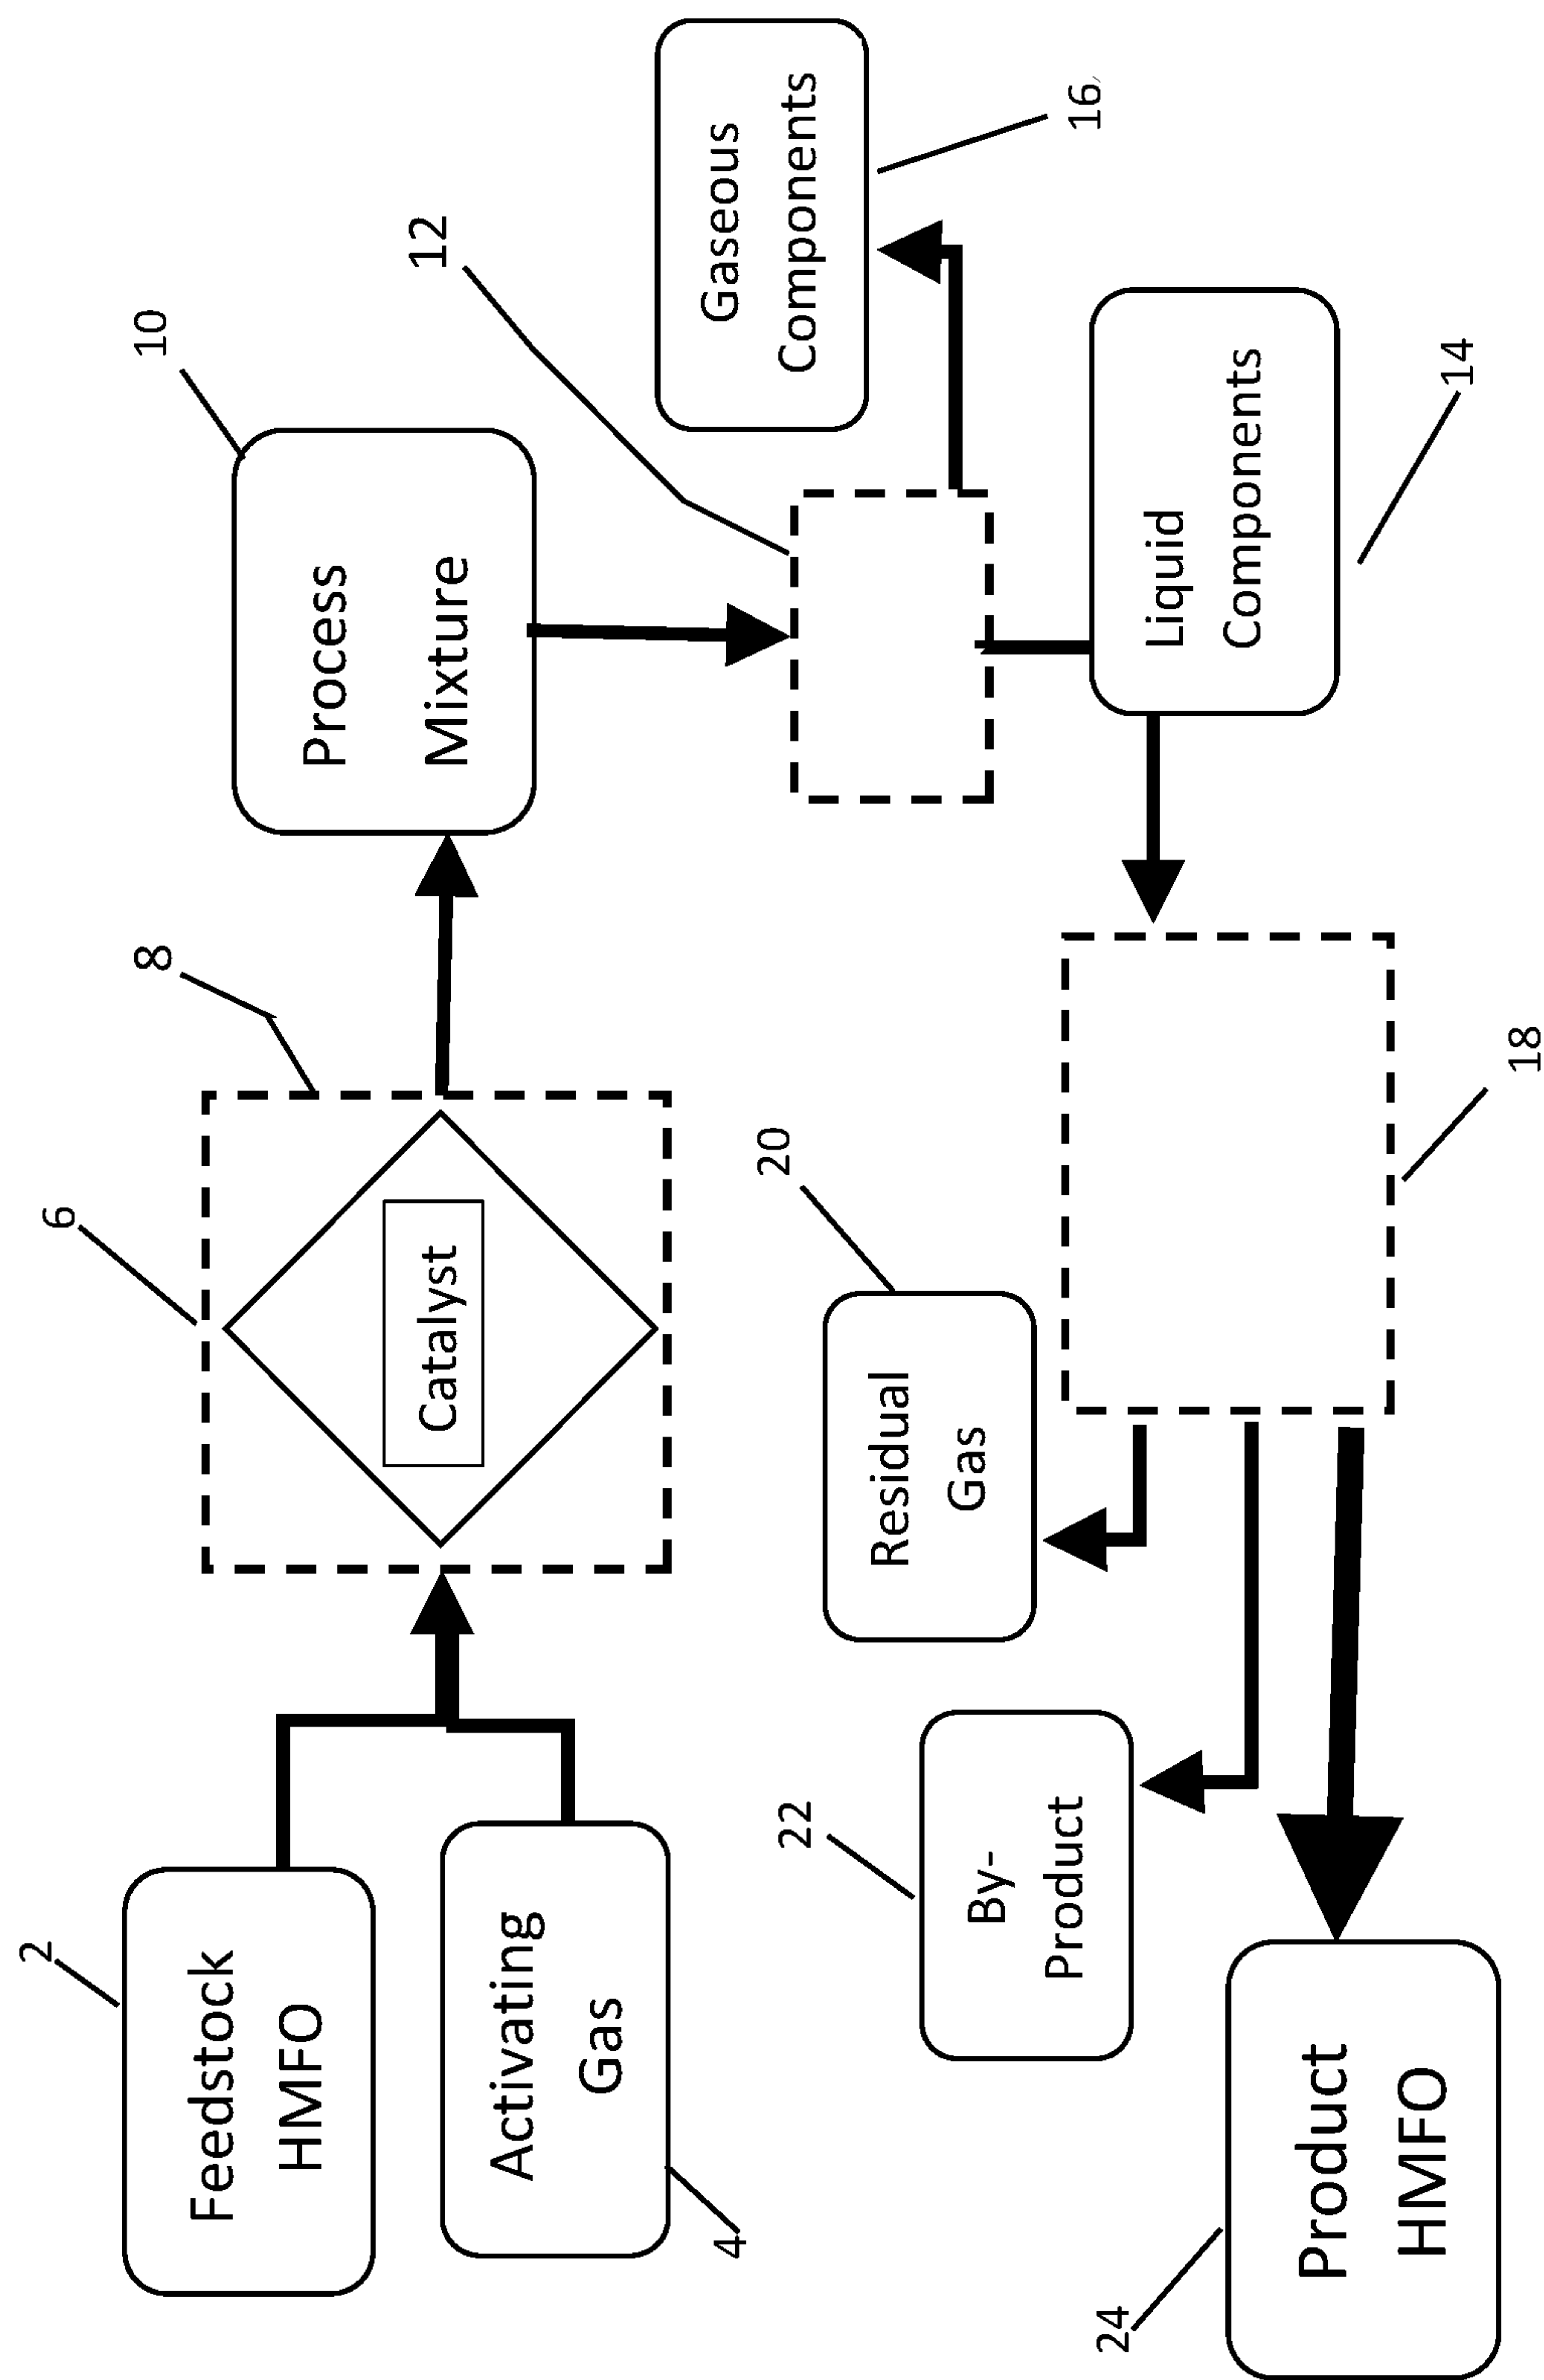 2
Feedstock
HMFO
4
Activating
Gas
6
8
Catalyst
10
Process
Mixture
12
16
Gaseous
Components
14
Liquid
Components
18
20
Residual
Gas
22
By-
Product
24
Product
HMFO